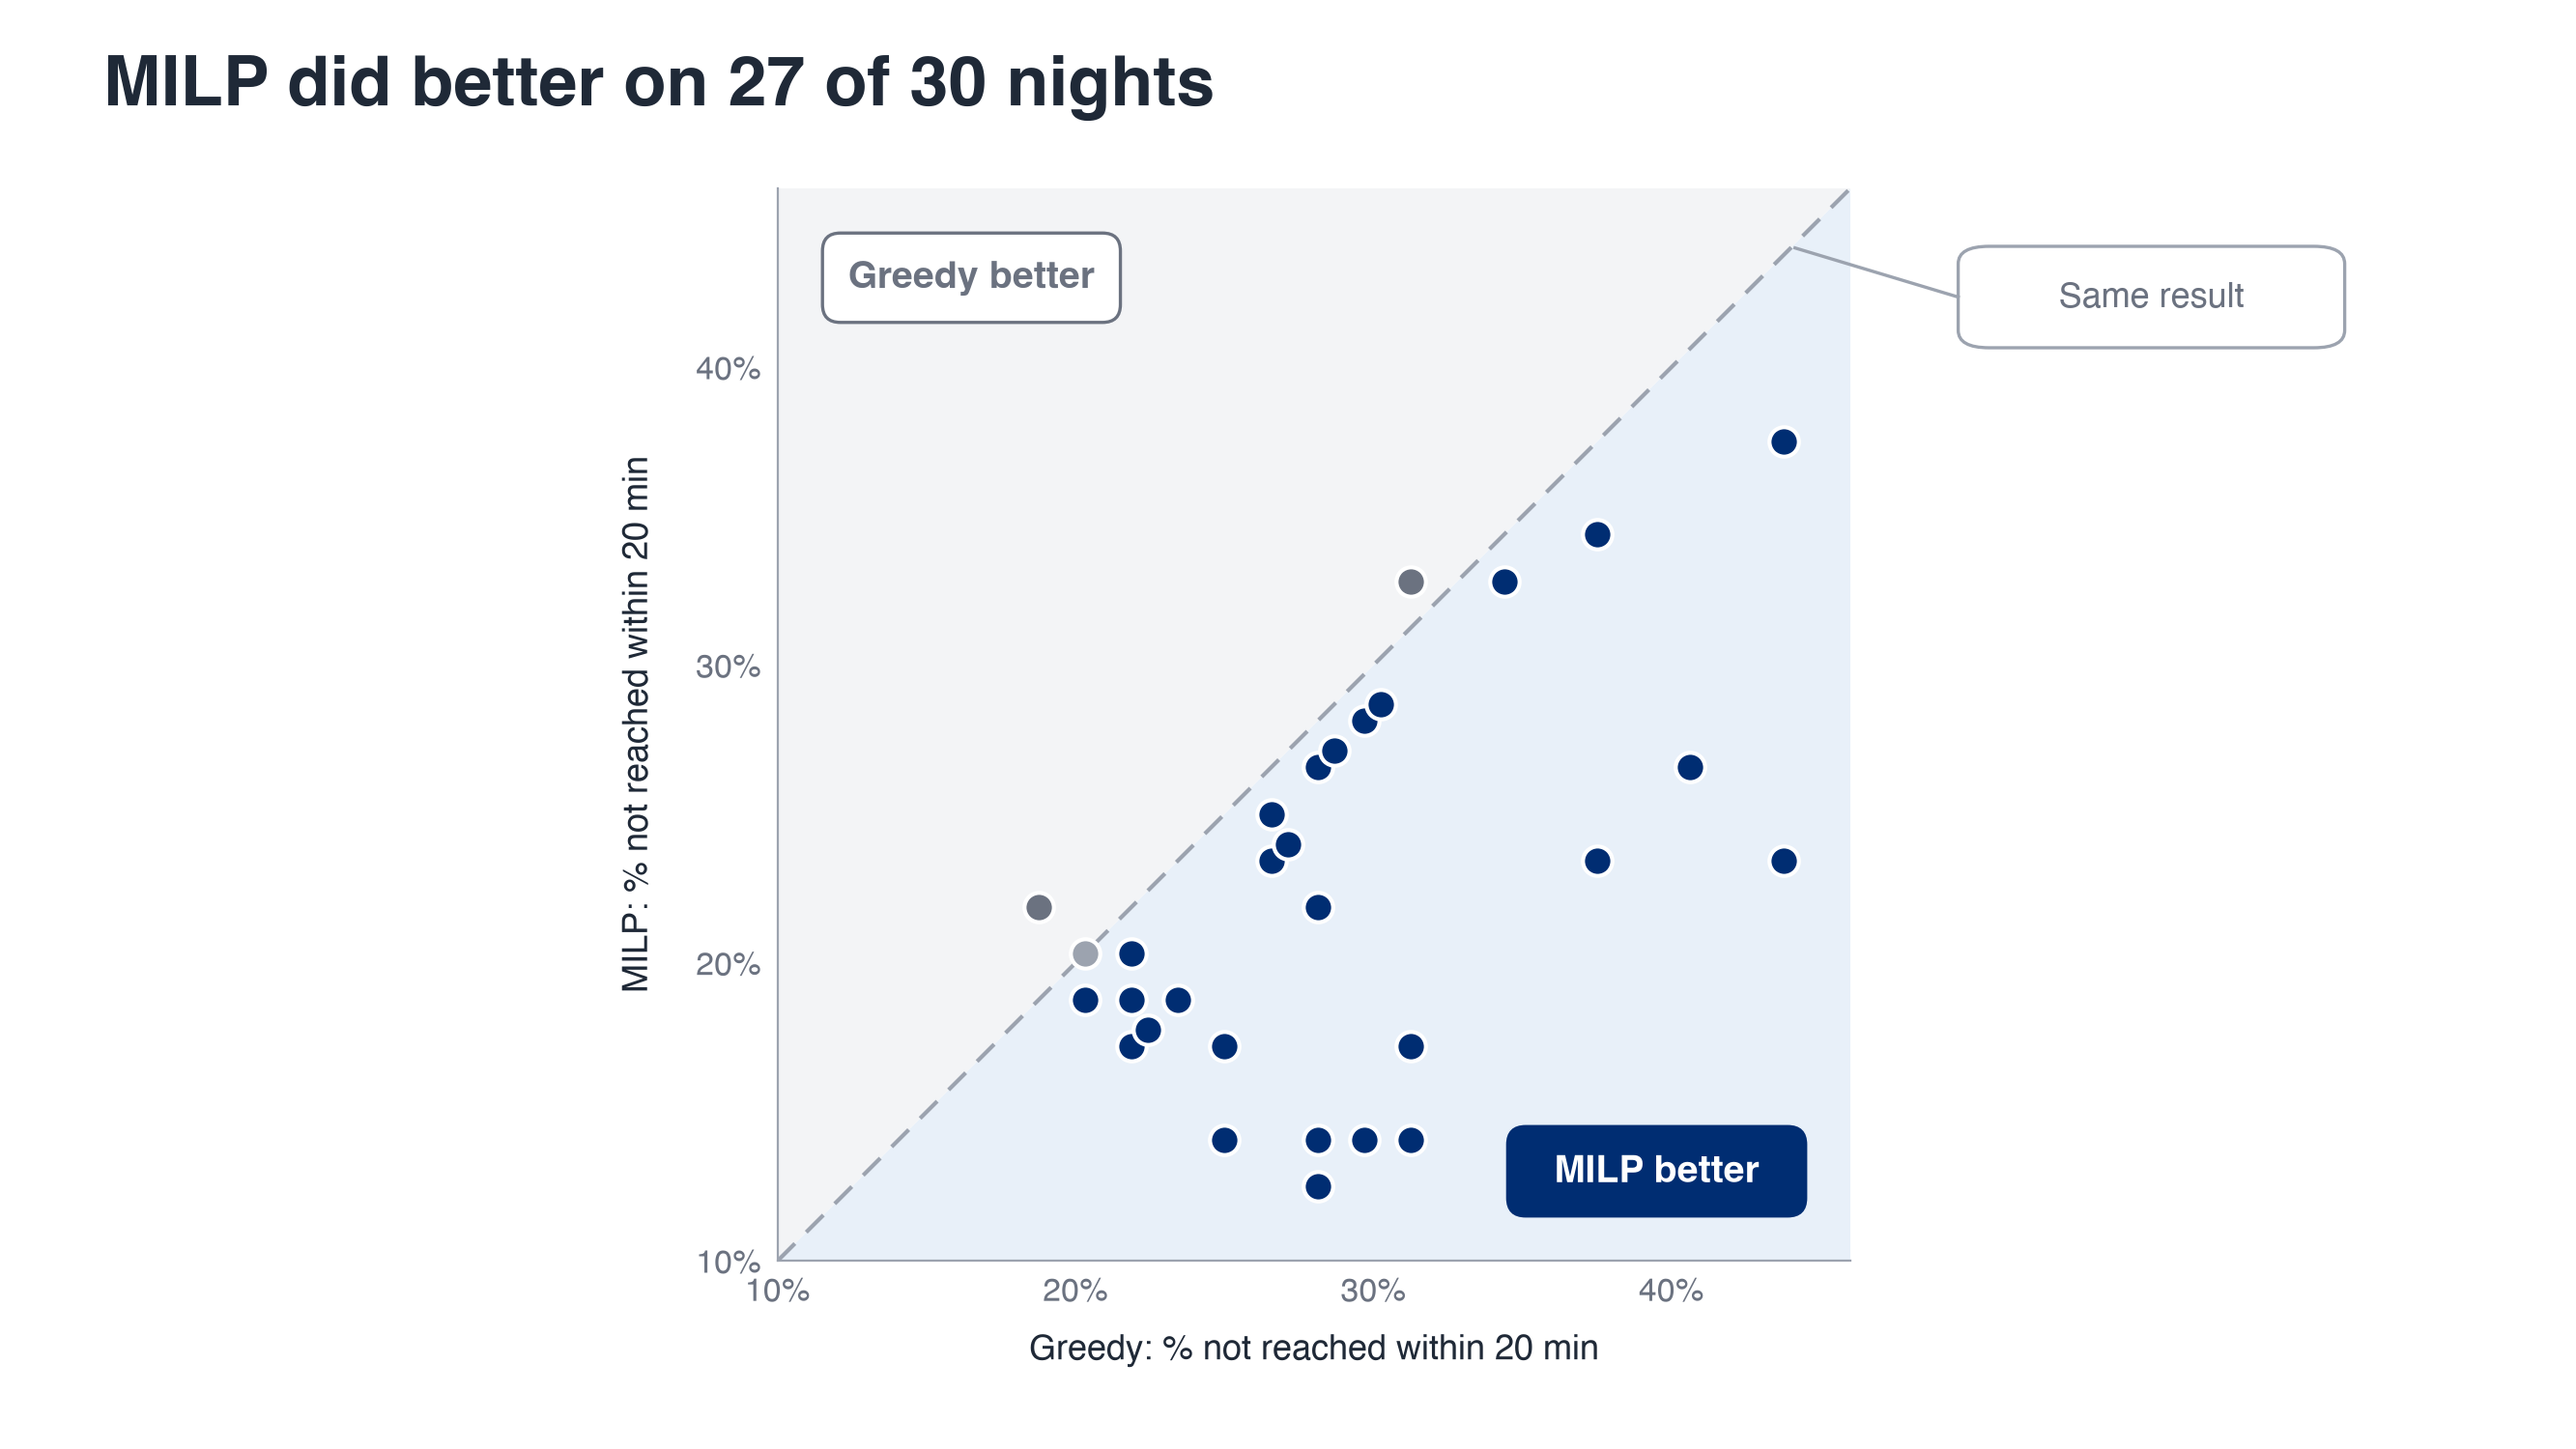 MILP did better on 27 of 30 nights
Greedy better
Same result
40%
30%
20%
10%
MILP: % not reached within 20 min
MILP better
10%
20%
30%
40%
Greedy: % not reached within 20 min